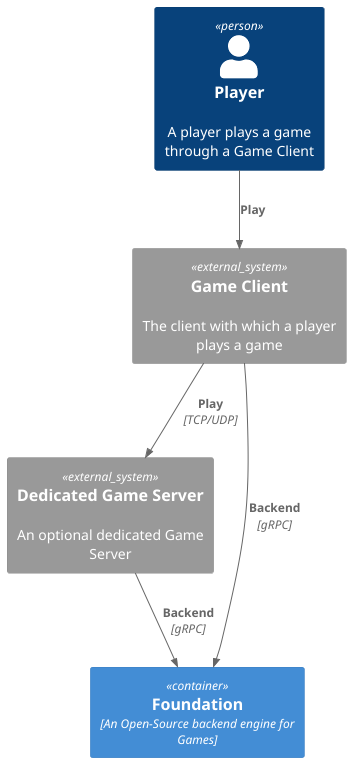 «person»
Player
A player plays a game
through a Game Client
Play
«external_system»
Game Client
The client with which a player
plays a game
Play
[TCP/UDP]
«external_system»
Dedicated Game Server
An optional dedicated Game
Server
Backend
[gRPC]
Backend
[gRPC]
«container»
Foundation
[An Open-Source backend engine for
Games]